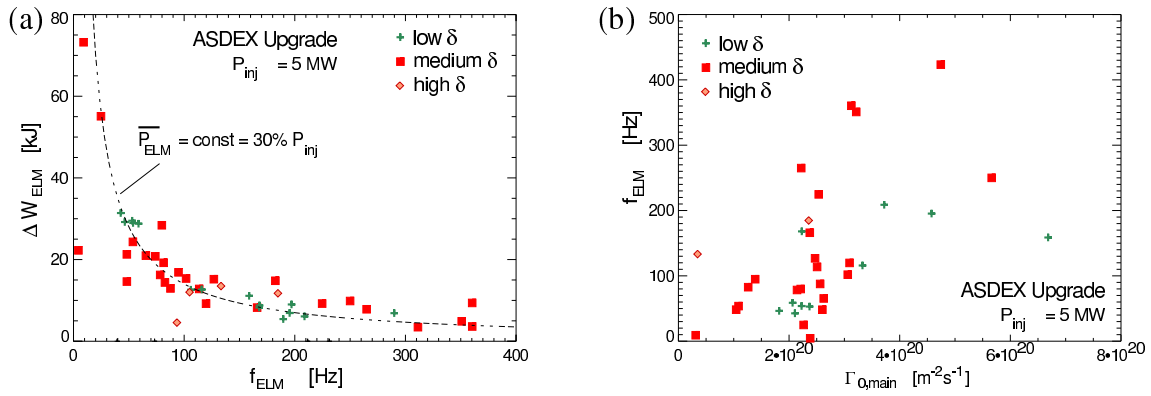 (a)
80
60
40
20
0
Δ W_ELM [kJ]
ASDEX Upgrade
P_inj = 5 MW
low δ
medium δ
high δ
P̅_ELM = const = 30% P_inj
0 100 200 300 400
f_ELM [Hz]
(b)
500
400
300
200
100
0
f_ELM [Hz]
low δ
medium δ
high δ
ASDEX Upgrade
P_inj = 5 MW
0 2•10^20 4•10^20 6•10^20 8•10^20
Γ_0,main [m^-2 s^-1]